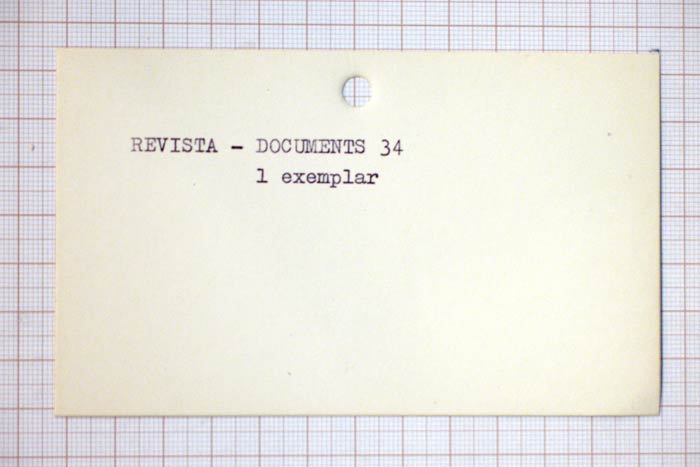 REVISTA - DOCUMENTS 34
1 exemplar